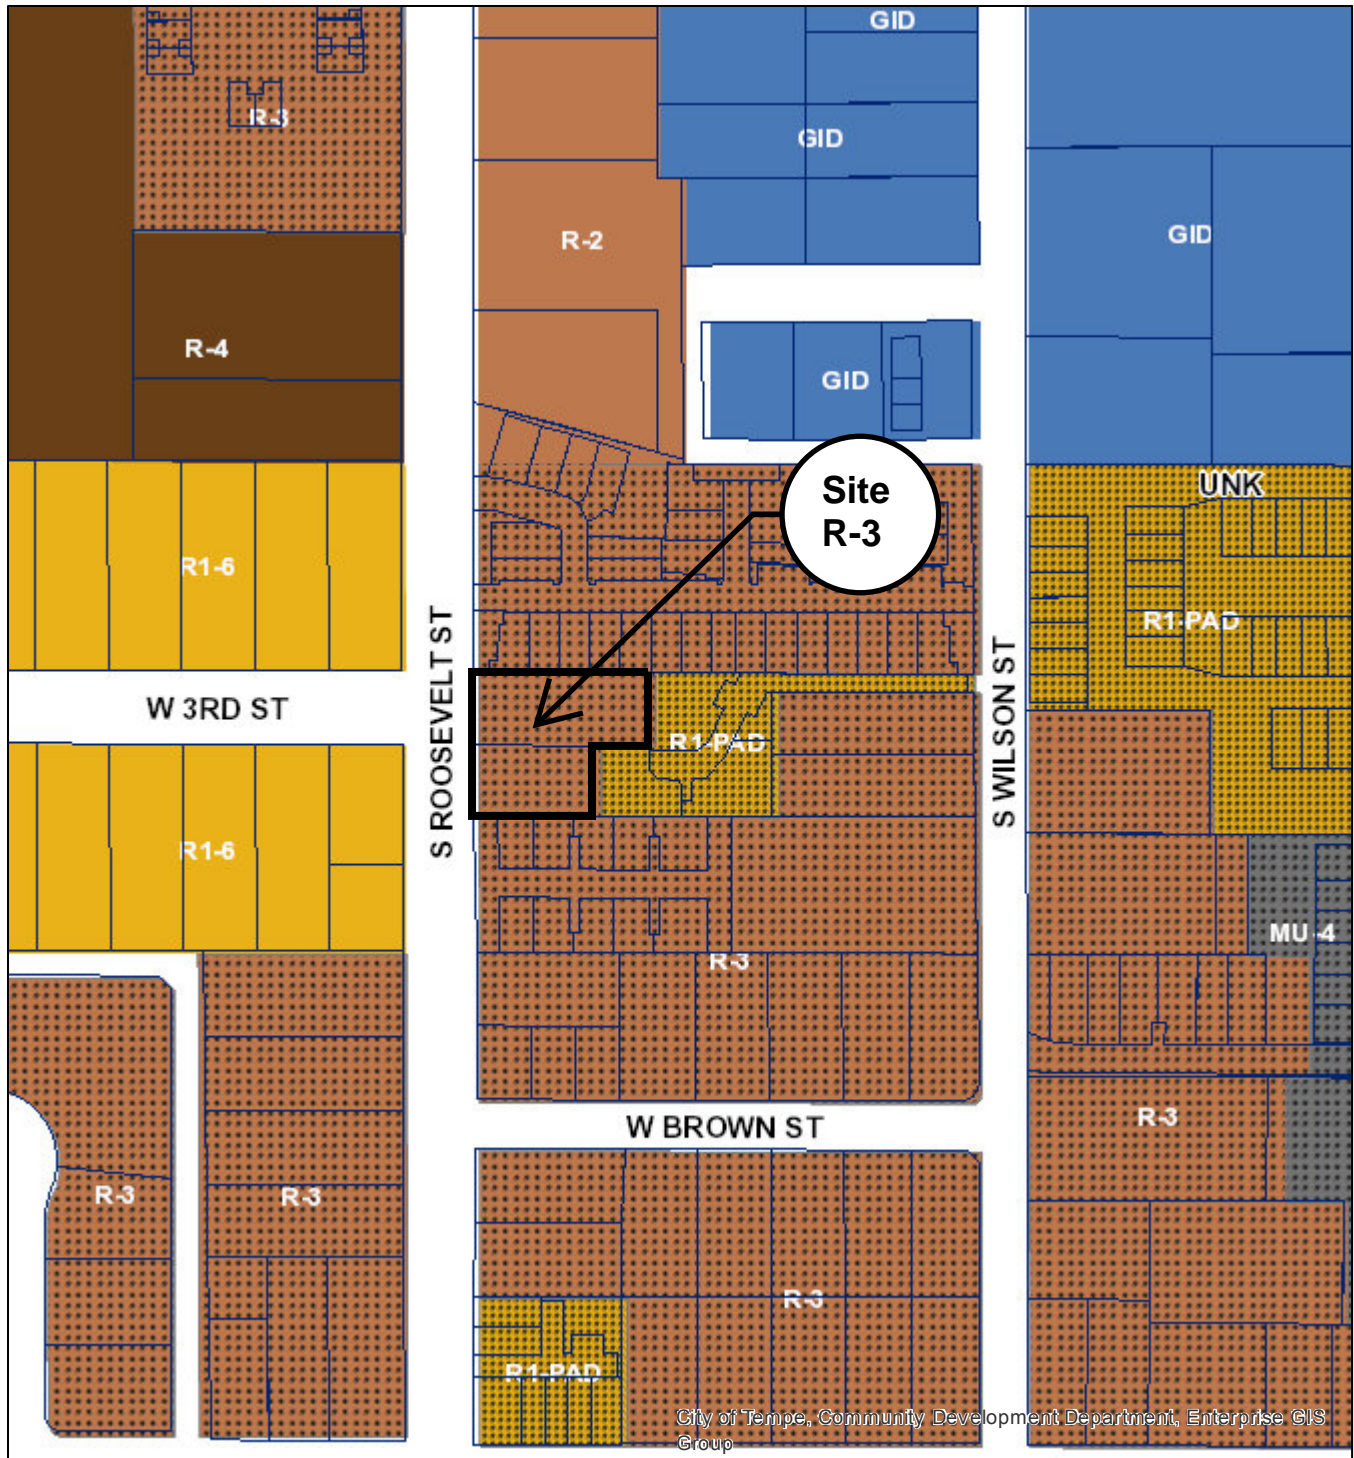 GID
R-3
GID
GID
R-2
R-4
GID
UNK
Site
R-3
R1-6
R1-PAD
W 3RD ST
S ROOSEVELT ST
S WILSON ST
R1-PAD
R1-6
MU-4
R-3
R-3
W BROWN ST
R-3
R-3
R-3
R1-PAD
City of Tempe, Community Development Department, Enterprise GIS
Group